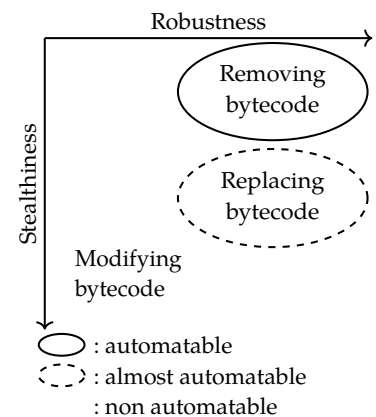 Robustness
Removing
bytecode
Stealthiness
Replacing
bytecode
Modifying
bytecode
: automatable
: almost automatable
: non automatable